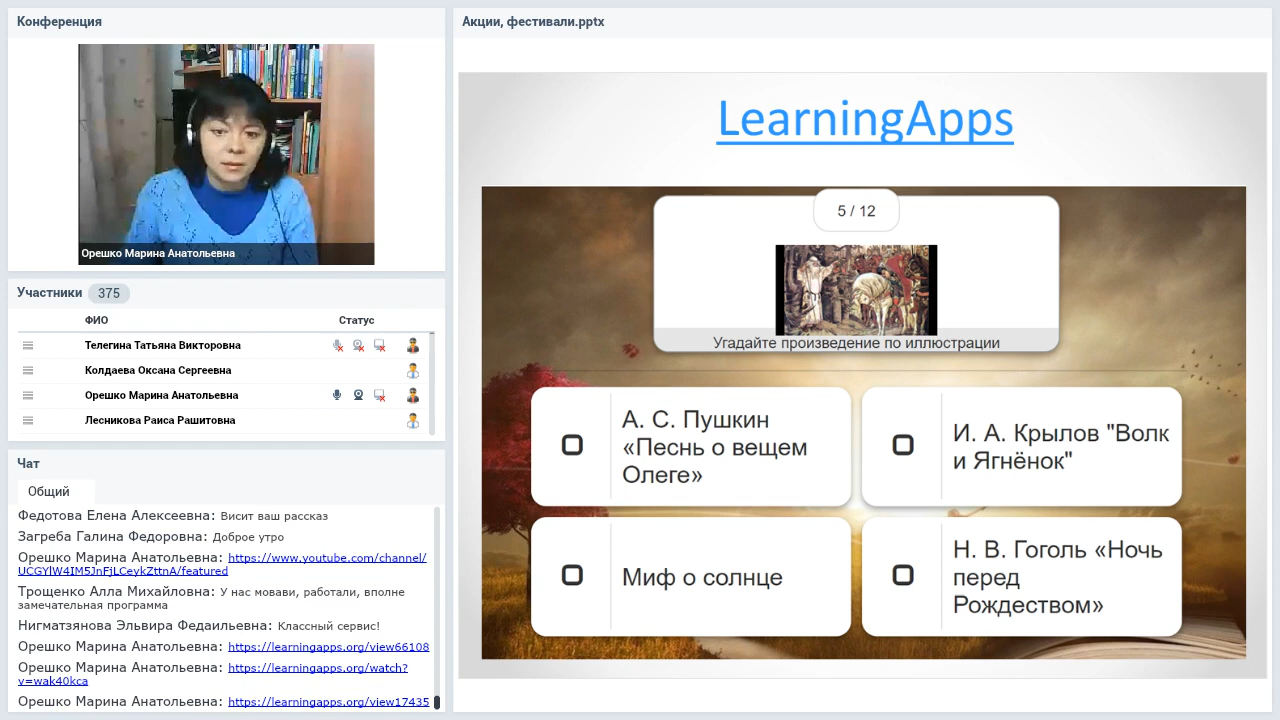 Конференция
Орешко Марина Анатольевна
Участники 375
ФИО Статус
Телегина Татьяна Викторовна
Колдаева Оксана Сергеевна
Орешко Марина Анатольевна
Лесникова Раиса Рашитовна
Чат
Общий
Федотова Елена Алексеевна: Висит ваш рассказ
Загреба Галина Федоровна: Доброе утро
Орешко Марина Анатольевна: https://www.youtube.com/channel/
UCGYlW4IM5JnFjLCeykZttnA/featured
Трощенко Алла Михайловна: У нас мовави, работали, вполне
замечательная программа
Нигматзянова Эльвира Федаильевна: Классный сервис!
Орешко Марина Анатольевна: https://learningapps.org/view66108
Орешко Марина Анатольевна: https://learningapps.org/watch?
v=wak40kca
Орешко Марина Анатольевна: https://learningapps.org/view17435
Акции, фестивали.pptx
LearningApps
5 / 12
Угадайте произведение по иллюстрации
А. С. Пушкин
«Песнь о вещем
Олеге»
И. А. Крылов "Волк
и Ягнёнок"
Миф о солнце
Н. В. Гоголь «Ночь
перед
Рождеством»